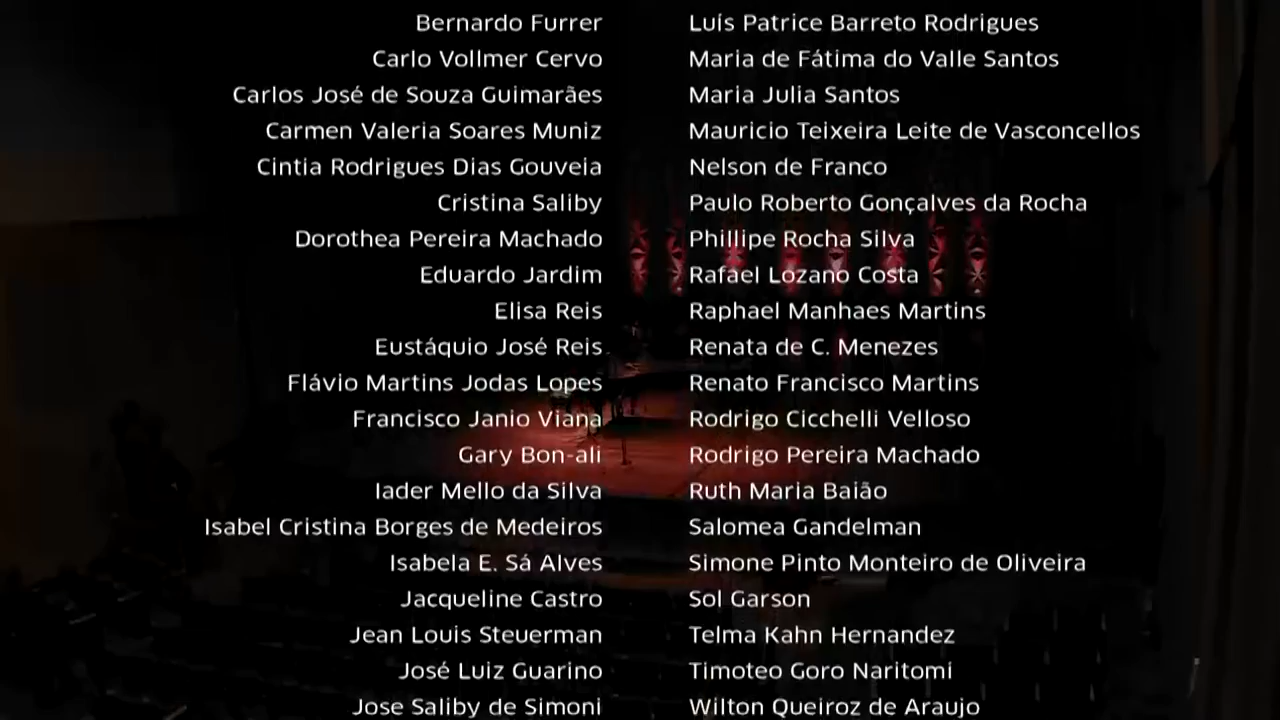 Bernardo Furrer
Carlo Vollmer Cervo
Carlos José de Souza Guimarães
Carmen Valeria Soares Muniz
Cintia Rodrigues Dias Gouveia
Cristina Saliby
Dorothea Pereira Machado
Eduardo Jardim
Elisa Reis
Eustáquio José Reis
Flávio Martins Jodas Lopes
Francisco Janio Viana
Gary Bon-ali
Iader Mello da Silva
Isabel Cristina Borges de Medeiros
Isabela E. Sá Alves
Jacqueline Castro
Jean Louis Steuerman
José Luiz Guarino
Jose Saliby de Simoni
Luís Patrice Barreto Rodrigues
Maria de Fátima do Valle Santos
Maria Julia Santos
Mauricio Teixeira Leite de Vasconcellos
Nelson de Franco
Paulo Roberto Gonçalves da Rocha
Phillipe Rocha Silva
Rafael Lozano Costa
Raphael Manhaes Martins
Renata de C. Menezes
Renato Francisco Martins
Rodrigo Cicchelli Velloso
Rodrigo Pereira Machado
Ruth Maria Baião
Salomea Gandelman
Simone Pinto Monteiro de Oliveira
Sol Garson
Telma Kahn Hernandez
Timoteo Goro Naritomi
Wilton Queiroz de Araujo